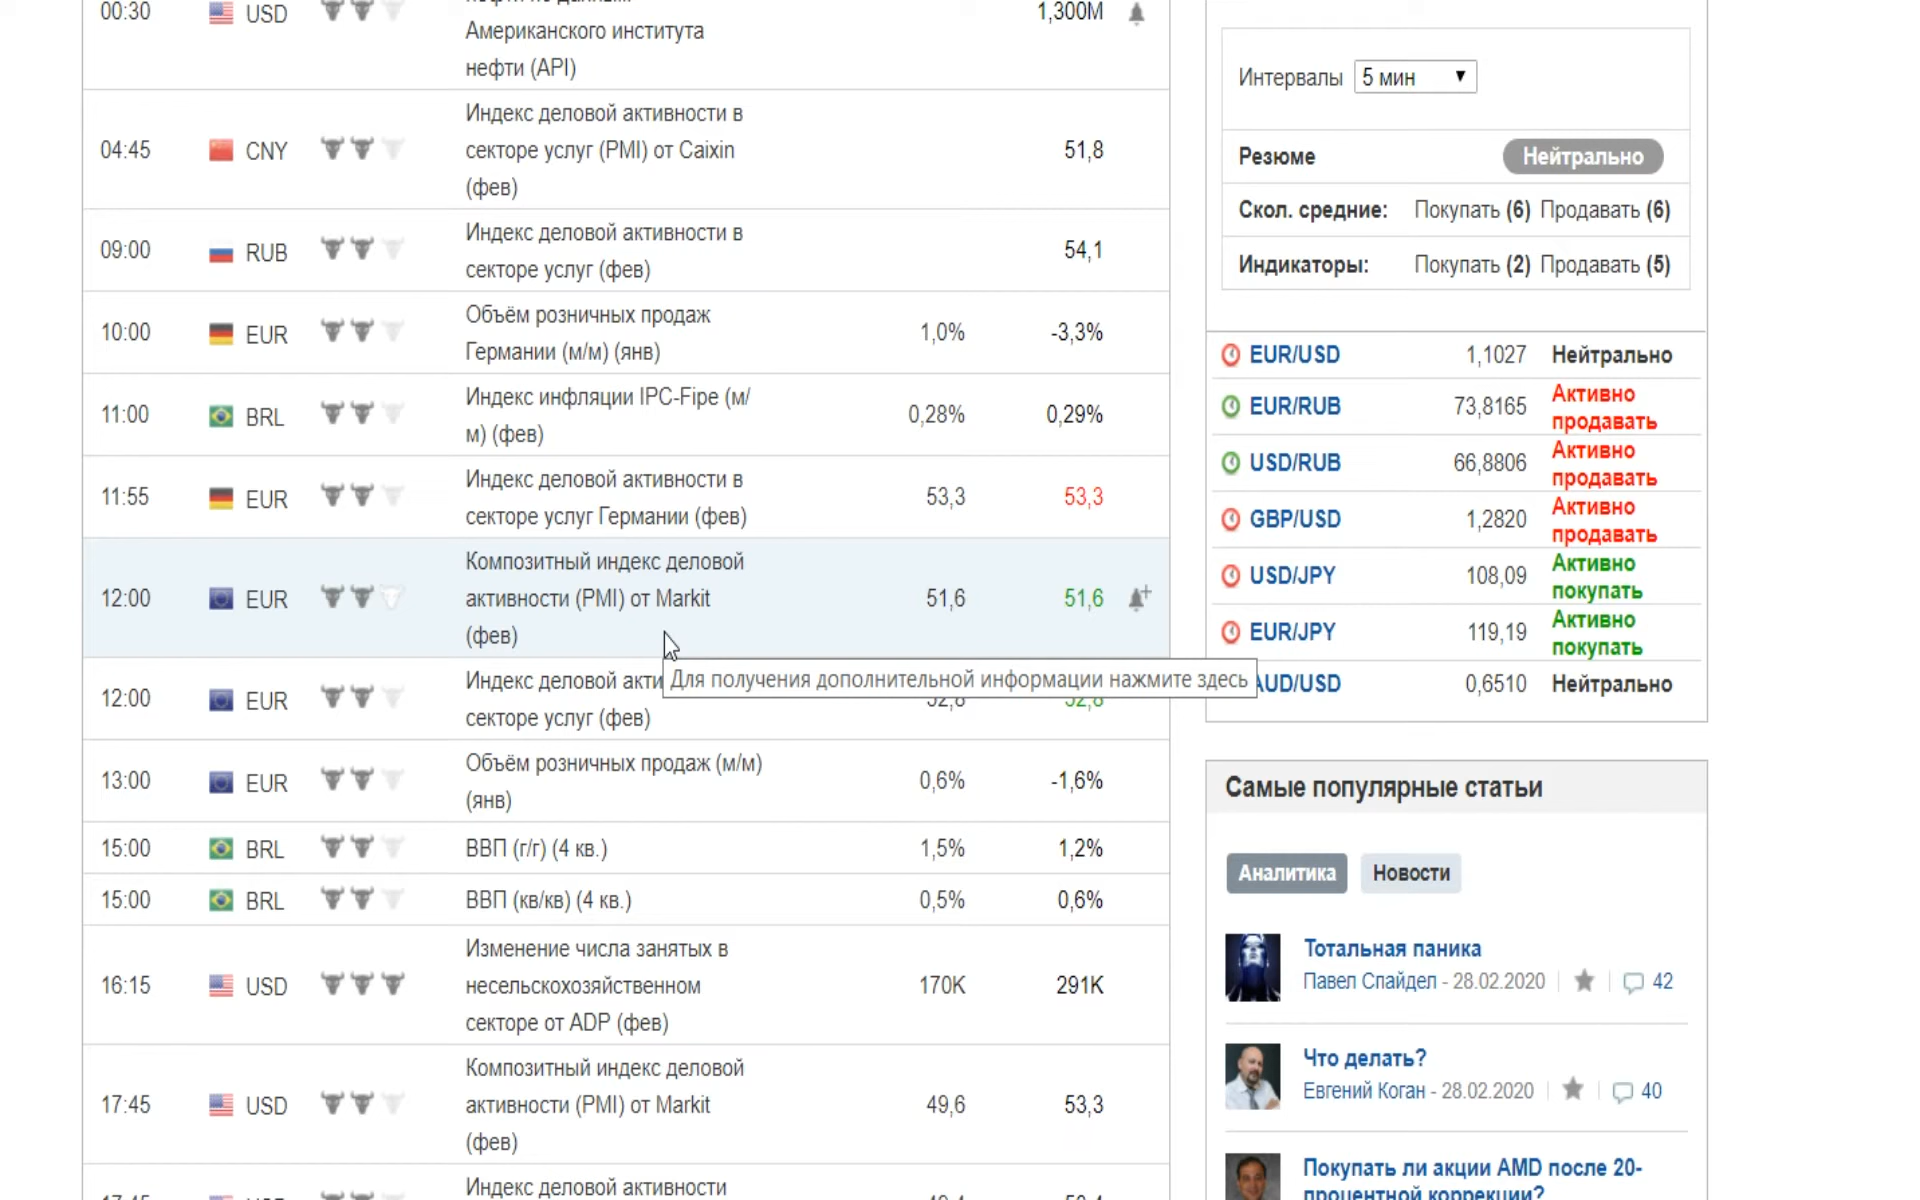 00:30 USD нефти по данным 1,300M
Американского института
нефти (API)
04:45 CNY Индекс деловой активности в
секторе услуг (PMI) от Caixin 51,8
(фев)
09:00 RUB Индекс деловой активности в
секторе услуг (фев) 54,1
10:00 EUR Объём розничных продаж
Германии (м/м) (янв) 1,0% -3,3%
11:00 BRL Индекс инфляции IPC-Fipe (м/
м) (фев) 0,28% 0,29%
11:55 EUR Индекс деловой активности в
секторе услуг Германии (фев) 53,3 53,3
12:00 EUR Композитный индекс деловой
активности (PMI) от Markit 51,6 51,6
(фев)
Для получения дополнительной информации нажмите здесь
12:00 EUR Индекс деловой акти
секторе услуг (фев) 52,8 52,8
13:00 EUR Объём розничных продаж (м/м)
(янв) 0,6% -1,6%
15:00 BRL ВВП (г/г) (4 кв.) 1,5% 1,2%
15:00 BRL ВВП (кв/кв) (4 кв.) 0,5% 0,6%
16:15 USD Изменение числа занятых в
несельскохозяйственном 170K 291K
секторе от ADP (фев)
17:45 USD Композитный индекс деловой
активности (PMI) от Markit 49,6 53,3
(фев)
Индекс деловой активности
Интервалы 5 мин
Резюме Нейтрально
Скол. средние: Покупать (6) Продавать (6)
Индикаторы: Покупать (2) Продавать (5)
EUR/USD 1,1027 Нейтрально
EUR/RUB 73,8165 Активно
продавать
USD/RUB 66,8806 Активно
продавать
GBP/USD 1,2820 Активно
продавать
USD/JPY 108,09 Активно
покупать
EUR/JPY 119,19 Активно
покупать
AUD/USD 0,6510 Нейтрально
Самые популярные статьи
Аналитика Новости
Тотальная паника
Павел Спайдел - 28.02.2020 42
Что делать?
Евгений Коган - 28.02.2020 40
Покупать ли акции AMD после 20-
процентной коррекции?